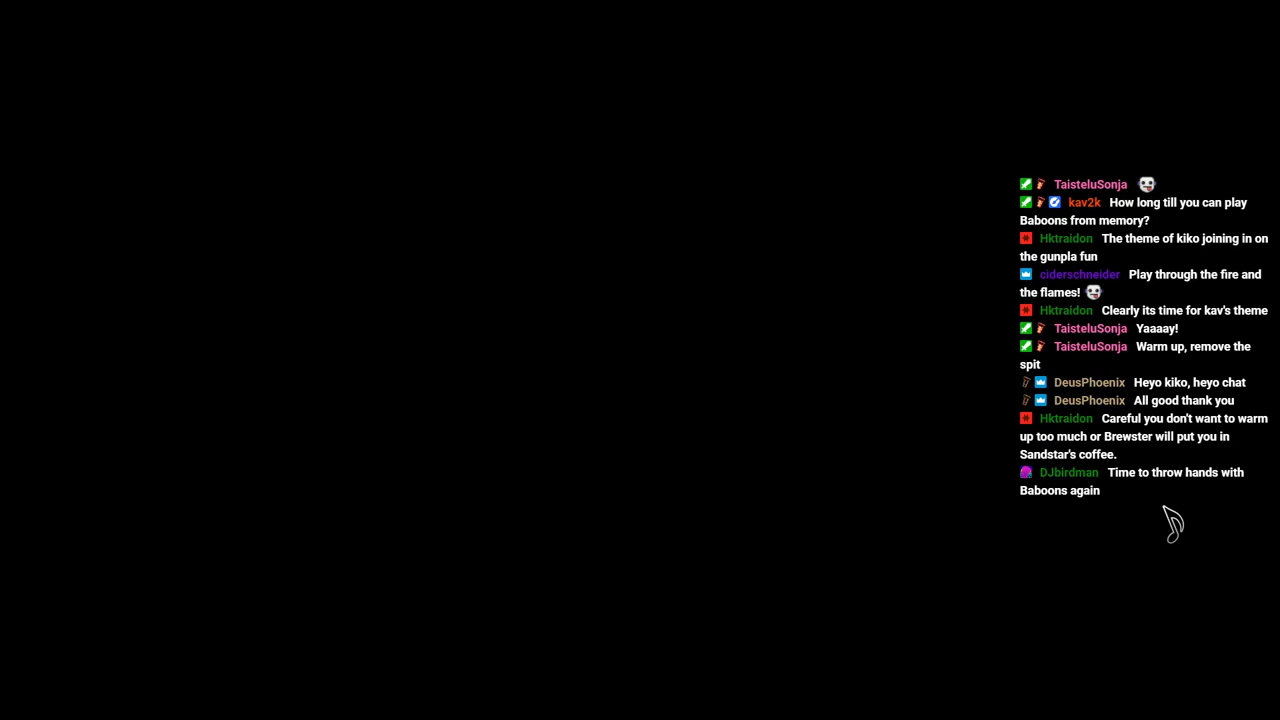 TaisteluSonja
kav2k How long till you can play
Baboons from memory?
Hktraidon The theme of kiko joining in on
the gunpla fun
ciderschneider Play through the fire and
the flames!
Hktraidon Clearly its time for kav's theme
TaisteluSonja Yaaaay!
TaisteluSonja Warm up, remove the
spit
DeusPhoenix Heyo kiko, heyo chat
DeusPhoenix All good thank you
Hktraidon Careful you don't want to warm
up too much or Brewster will put you in
Sandstar's coffee.
DJbirdman Time to throw hands with
Baboons again